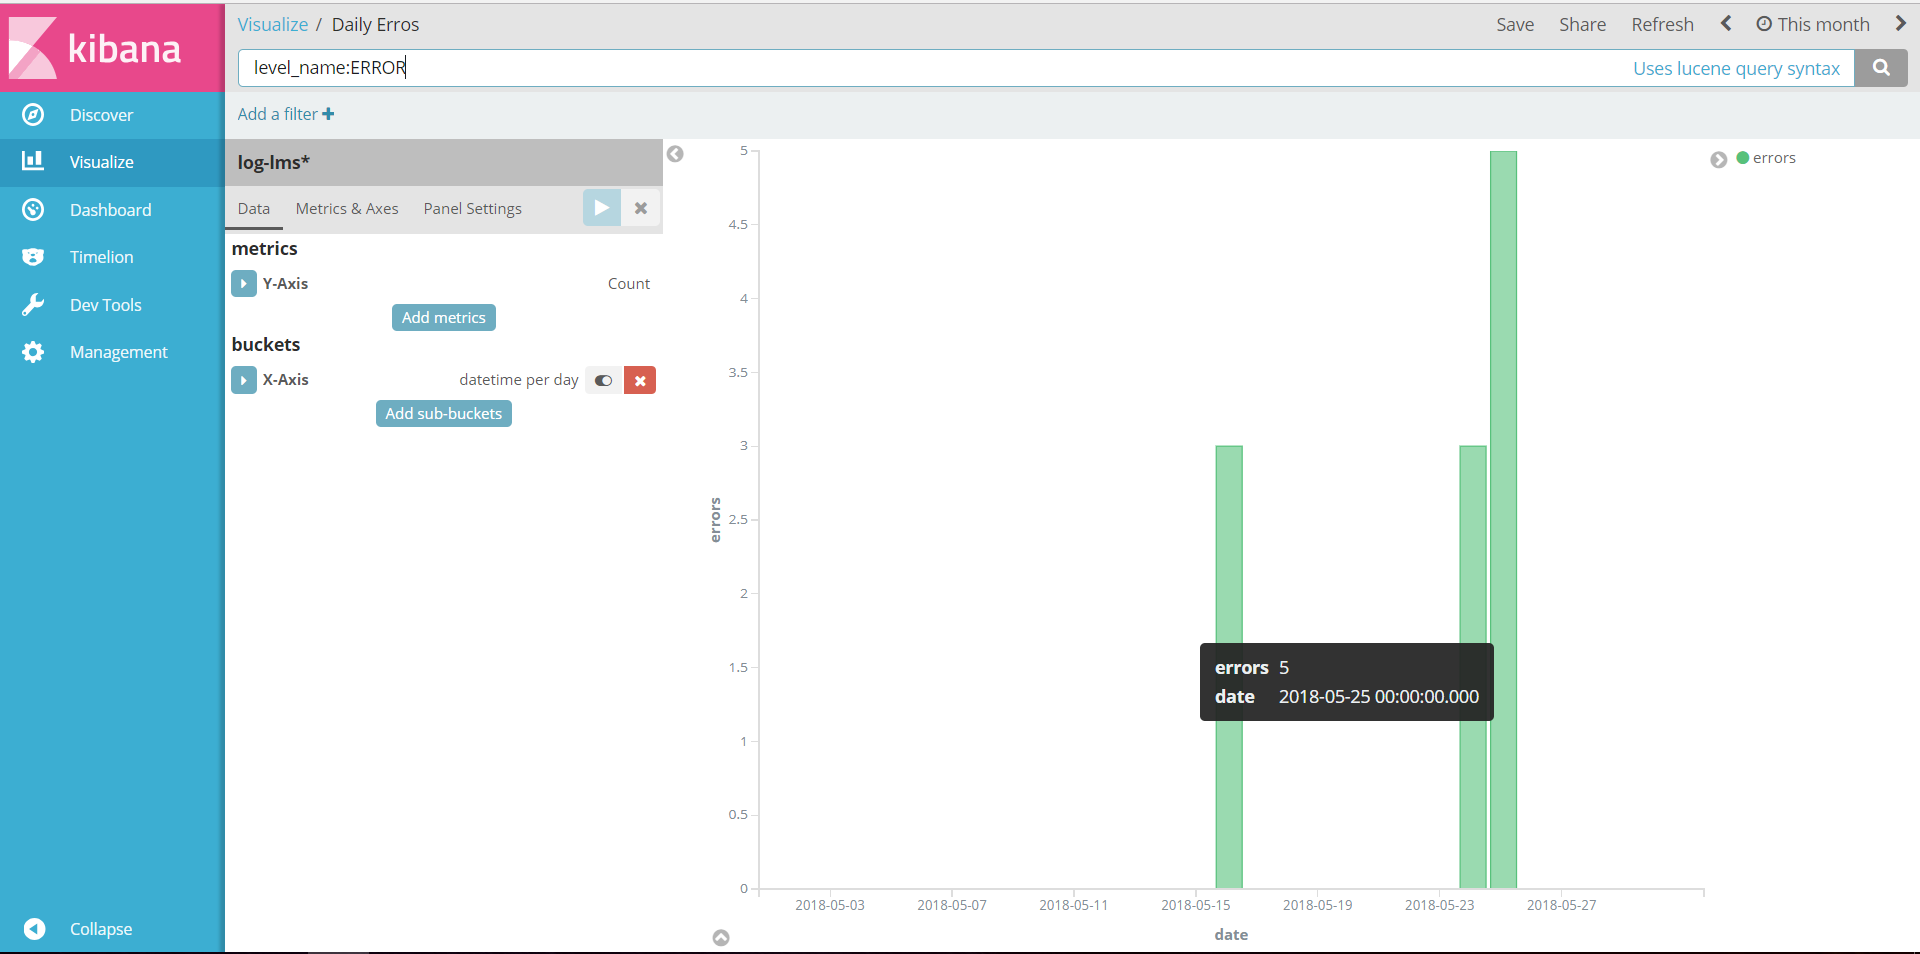 kibana
Discover
Visualize
Dashboard
Timelion
Dev Tools
Management
Collapse
Visualize / Daily Erros
Save Share Refresh This month
level_name:ERROR Uses lucene query syntax
Add a filter
log-lms*
Data Metrics & Axes Panel Settings
metrics
Y-Axis Count
Add metrics
buckets
X-Axis datetime per day
Add sub-buckets
errors
5
4.5
4
3.5
3
2.5
2
1.5
1
0.5
0
errors
errors 5
date 2018-05-25 00:00:00.000
2018-05-03 2018-05-07 2018-05-11 2018-05-15 2018-05-19 2018-05-23 2018-05-27
date